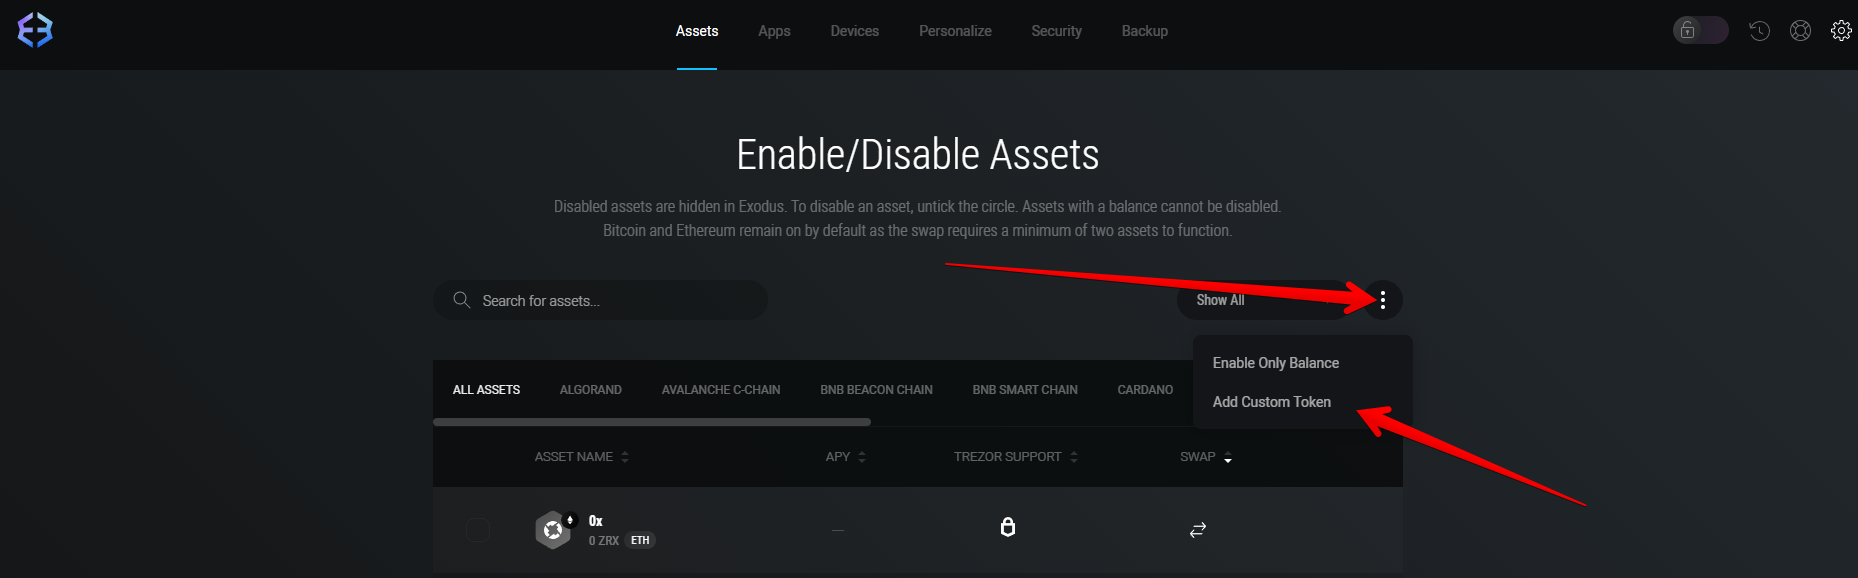 Assets Apps Devices Personalize Security Backup
Enable/Disable Assets
Disabled assets are hidden in Exodus. To disable an asset, untick the circle. Assets with a balance cannot be disabled.
Bitcoin and Ethereum remain on by default as the swap requires a minimum of two assets to function.
Search for assets... Show All
Enable Only Balance
Add Custom Token
ALL ASSETS ALGORAND AVALANCHE C-CHAIN BNB BEACON CHAIN BNB SMART CHAIN CARDANO
ASSET NAME APY TREZOR SUPPORT SWAP
0x
0 ZRX ETH